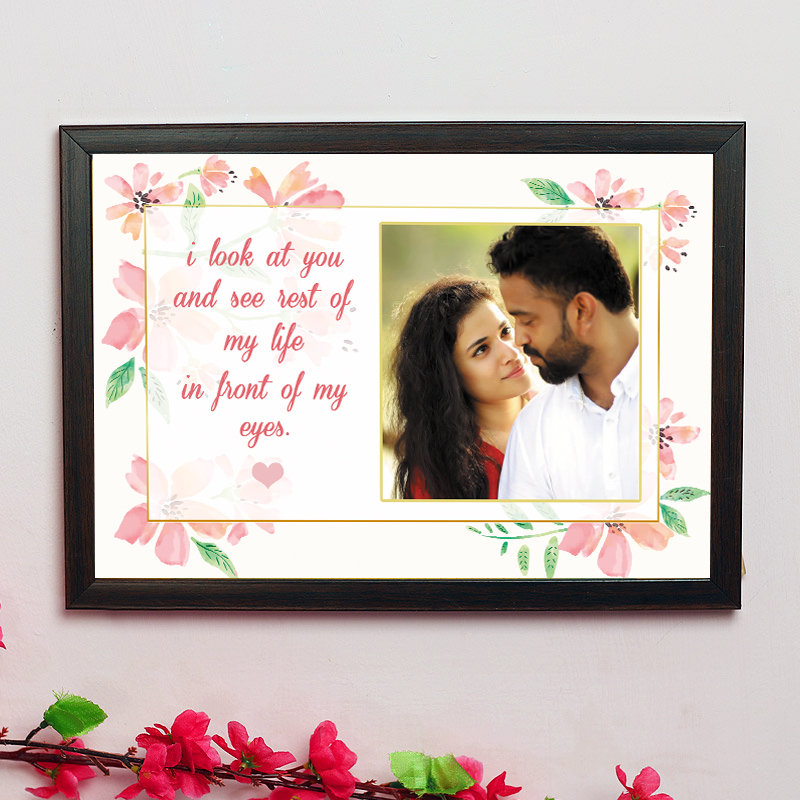 i look at you
and see rest of
my life
in front of my
eyes.